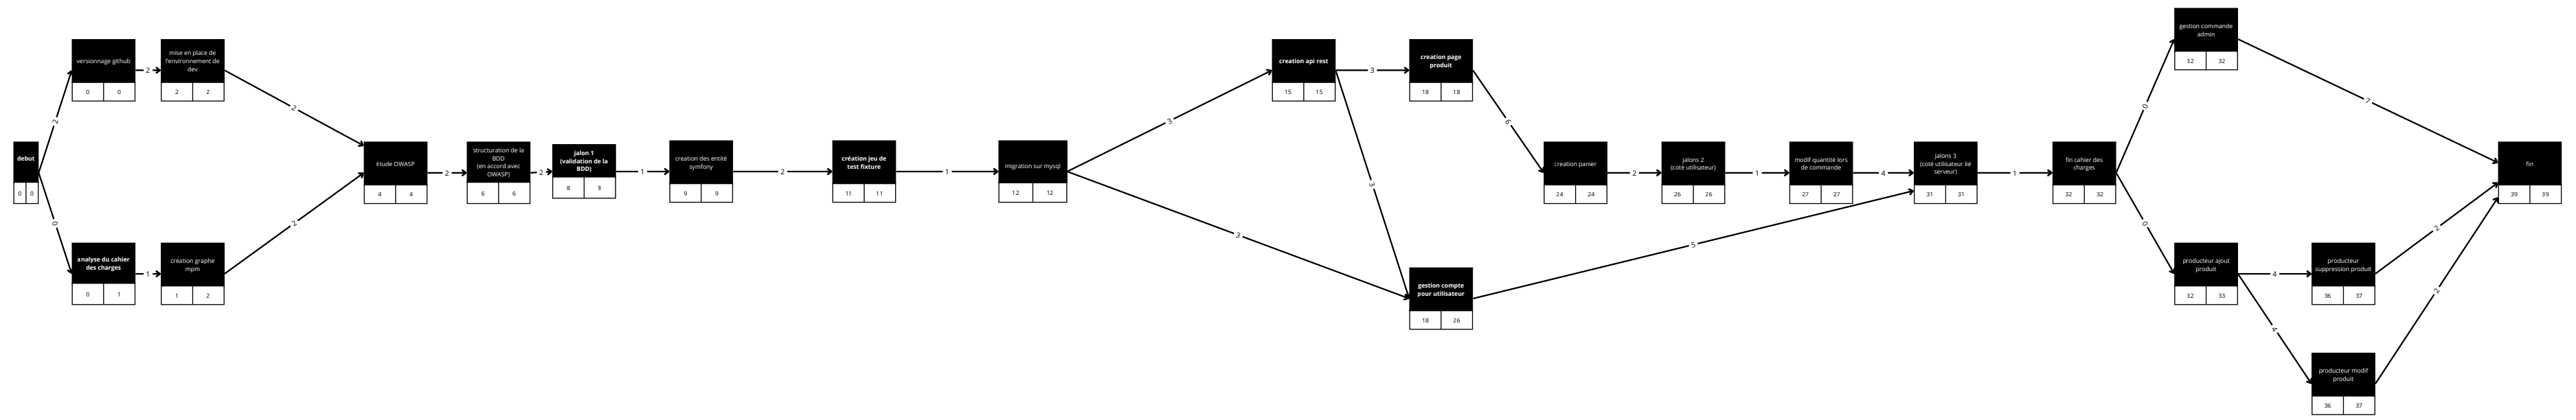 debut
0 0
2
0
versionnage github
0 0
2
mise en place de
l'environnement de
dev
2 2
2
analyse du cahier
des charges
0 1
1
création graphe
mpm
1 2
2
étude OWASP
4 4
2
structuration de la
BDD
(en accord avec
OWASP)
6 6
2
jalon 1
(validation de la
BDD)
8 8
1
creation des entité
symfony
9 9
2
création jeu de
test fixture
11 11
1
migration sur mysql
12 12
3
3
creation api rest
15 15
3
3
creation page
produit
18 18
6
gestion compte
pour utilisateur
18 26
5
creation panier
24 24
2
jalons 2
(coté utilisateur)
26 26
1
modif quantité lors
de commande
27 27
4
jalons 3
(coté utilisateur lié
serveur)
31 31
1
fin cahier des
charges
32 32
0
0
gestion commande
admin
32 32
7
producteur ajout
produit
32 33
4
4
producteur
suppression produit
36 37
2
producteur modif
produit
36 37
2
fin
39 39